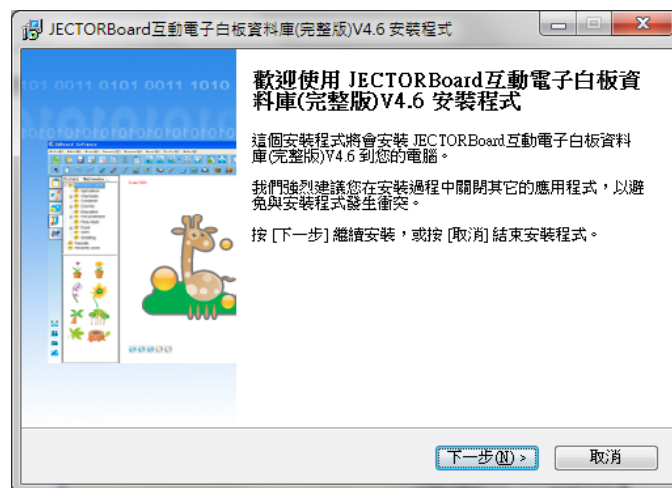 JECTORBoard互動電子白板資料庫(完整版)V4.6 安裝程式
101 0011 0101 0011 1010
歡迎使用 JECTORBoard互動電子白板資
料庫(完整版)V4.6 安裝程式
這個安裝程式將會安裝 JECTORBoard互動電子白板資料
庫(完整版)V4.6 到您的電腦。
我們強烈建議您在安裝過程中關閉其它的應用程式，以避
免與安裝程式發生衝突。
按 [下一步] 繼續安裝，或按 [取消] 結束安裝程式。
下一步(N) >
取消